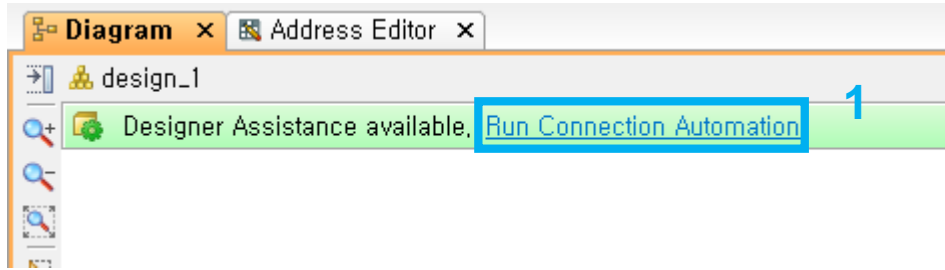 Diagram × Address Editor ×
design_1
Designer Assistance available, Run Connection Automation
1